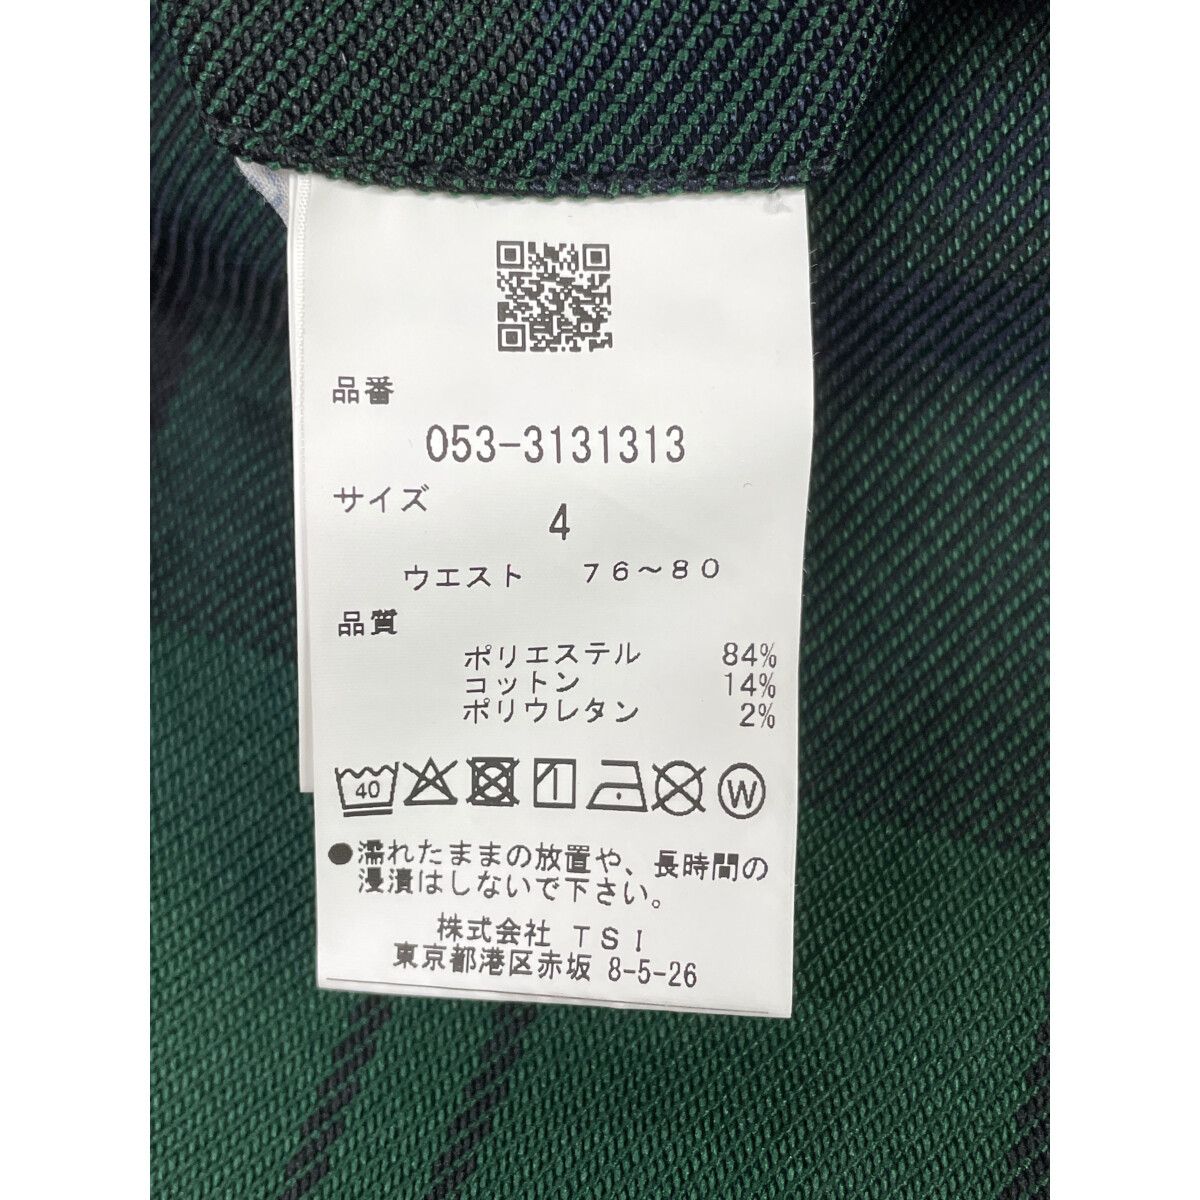 品番
053-3131313
サイズ
4
ウエスト 76～80
品質
ポリエステル 84%
コットン 14%
ポリウレタン 2%
40 W
●濡れたままの放置や、長時間の
浸漬はしないで下さい。
株式会社 TSI
東京都港区赤坂 8-5-26